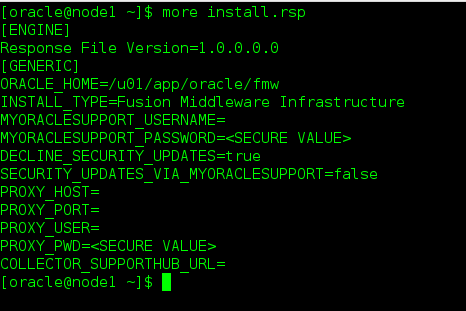 [oracle@node1 ~]$ more install.rsp
[ENGINE]
Response File Version=1.0.0.0.0
[GENERIC]
ORACLE_HOME=/u01/app/oracle/fmw
INSTALL_TYPE=Fusion Middleware Infrastructure
MYORACLESUPPORT_USERNAME=
MYORACLESUPPORT_PASSWORD=<SECURE VALUE>
DECLINE_SECURITY_UPDATES=true
SECURITY_UPDATES_VIA_MYORACLESUPPORT=false
PROXY_HOST=
PROXY_PORT=
PROXY_USER=
PROXY_PWD=<SECURE VALUE>
COLLECTOR_SUPPORTHUB_URL=
[oracle@node1 ~]$